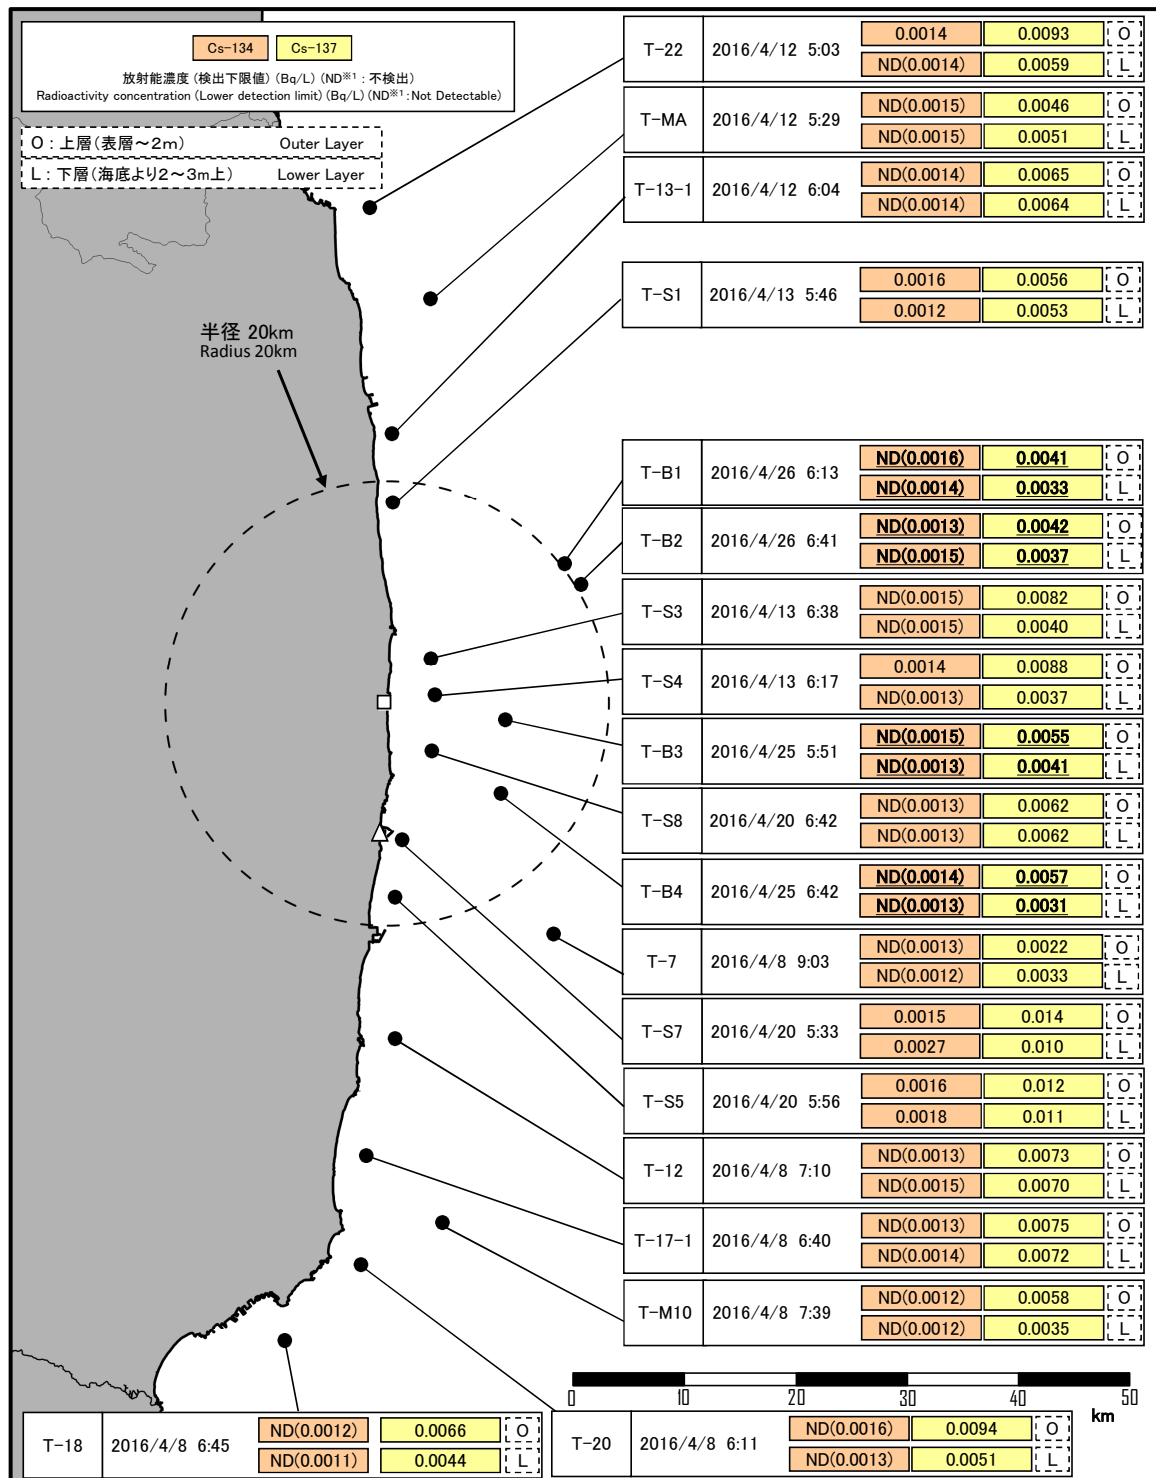 Cs-134 Cs-137
放射能濃度 (検出下限値) (Bq/L) (ND※1 : 不検出)
Radioactivity concentration (Lower detection limit) (Bq/L) (ND※1 : Not Detectable)
O : 上層(表層～2m) Outer Layer
L : 下層(海底より2～3m上) Lower Layer
半径 20km
Radius 20km
T-22 2016/4/12 5:03
0.0014 0.0093 O
ND(0.0014) 0.0059 L
T-MA 2016/4/12 5:29
ND(0.0015) 0.0046 O
ND(0.0015) 0.0051 L
T-13-1 2016/4/12 6:04
ND(0.0014) 0.0065 O
ND(0.0014) 0.0064 L
T-S1 2016/4/13 5:46
0.0016 0.0056 O
0.0012 0.0053 L
T-B1 2016/4/26 6:13
ND(0.0016) 0.0041 O
ND(0.0014) 0.0033 L
T-B2 2016/4/26 6:41
ND(0.0013) 0.0042 O
ND(0.0015) 0.0037 L
T-S3 2016/4/13 6:38
ND(0.0015) 0.0082 O
ND(0.0015) 0.0040 L
T-S4 2016/4/13 6:17
0.0014 0.0088 O
ND(0.0013) 0.0037 L
T-B3 2016/4/25 5:51
ND(0.0015) 0.0055 O
ND(0.0013) 0.0041 L
T-S8 2016/4/20 6:42
ND(0.0013) 0.0062 O
ND(0.0013) 0.0062 L
T-B4 2016/4/25 6:42
ND(0.0014) 0.0057 O
ND(0.0013) 0.0031 L
T-7 2016/4/8 9:03
ND(0.0013) 0.0022 O
ND(0.0012) 0.0033 L
T-S7 2016/4/20 5:33
0.0015 0.014 O
0.0027 0.010 L
T-S5 2016/4/20 5:56
0.0016 0.012 O
0.0018 0.011 L
T-12 2016/4/8 7:10
ND(0.0013) 0.0073 O
ND(0.0015) 0.0070 L
T-17-1 2016/4/8 6:40
ND(0.0013) 0.0075 O
ND(0.0014) 0.0072 L
T-M10 2016/4/8 7:39
ND(0.0012) 0.0058 O
ND(0.0012) 0.0035 L
0 10 20 30 40 50
km
T-18 2016/4/8 6:45
ND(0.0012) 0.0066 O
ND(0.0011) 0.0044 L
T-20 2016/4/8 6:11
ND(0.0016) 0.0094 O
ND(0.0013) 0.0051 L